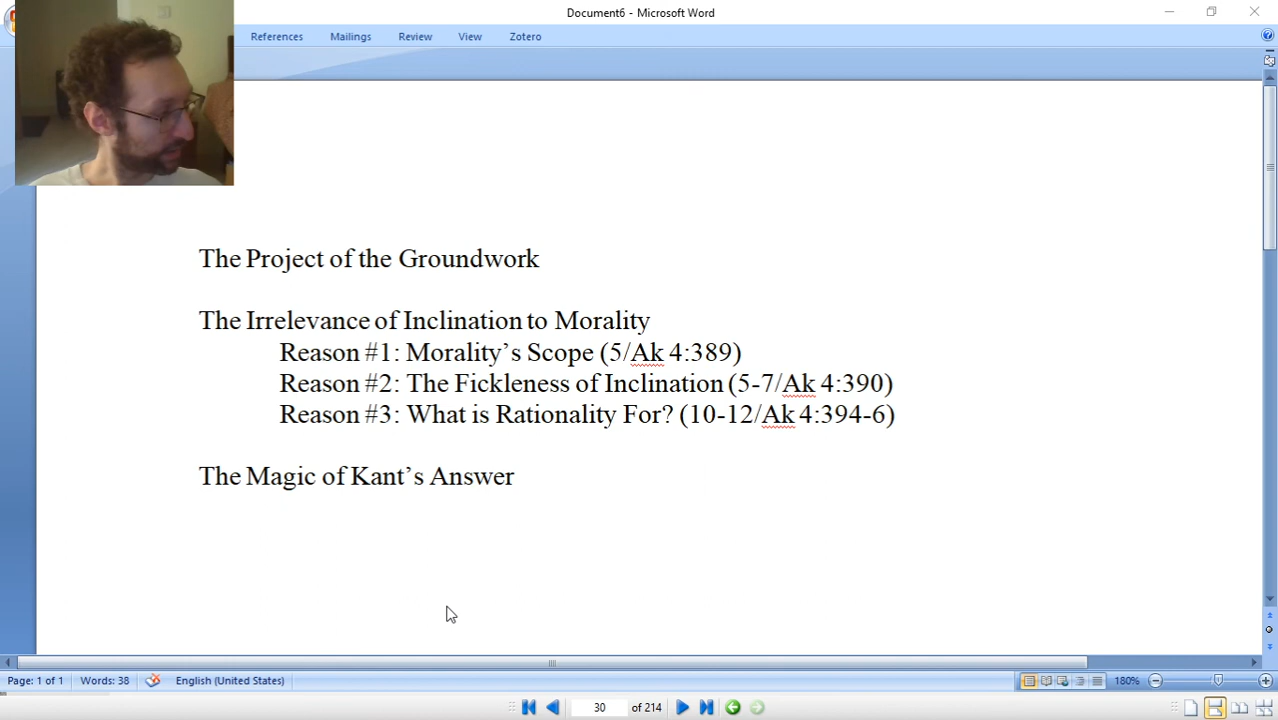 Document6 - Microsoft Word
References Mailings Review View Zotero
The Project of the Groundwork
The Irrelevance of Inclination to Morality
Reason #1: Morality’s Scope (5/Ak 4:389)
Reason #2: The Fickleness of Inclination (5-7/Ak 4:390)
Reason #3: What is Rationality For? (10-12/Ak 4:394-6)
The Magic of Kant’s Answer
Page: 1 of 1 Words: 38 English (United States) 180%
30 of 214